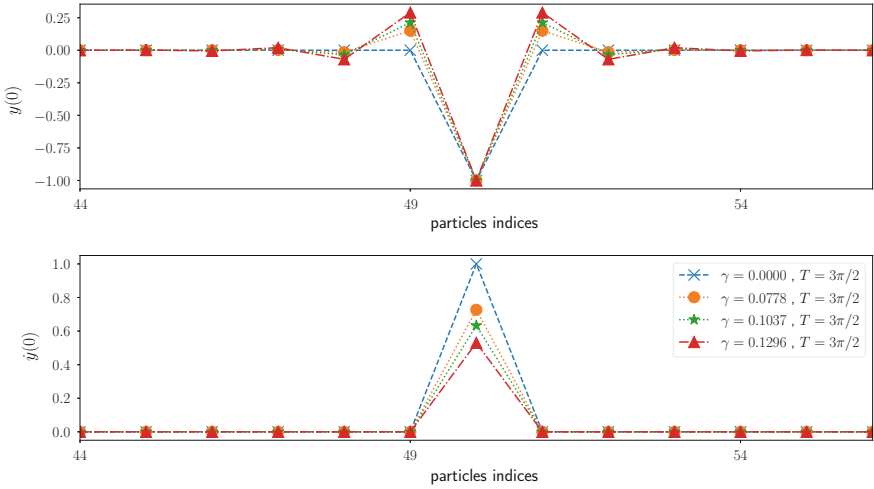 0.25
0.00
−0.25
−0.50
−0.75
−1.00
y(0)
44
49
54
particles indices
1.0
0.8
0.6
0.4
0.2
0.0
ẏ(0)
γ = 0.0000 , T = 3π/2
γ = 0.0778 , T = 3π/2
γ = 0.1037 , T = 3π/2
γ = 0.1296 , T = 3π/2
44
49
54
particles indices